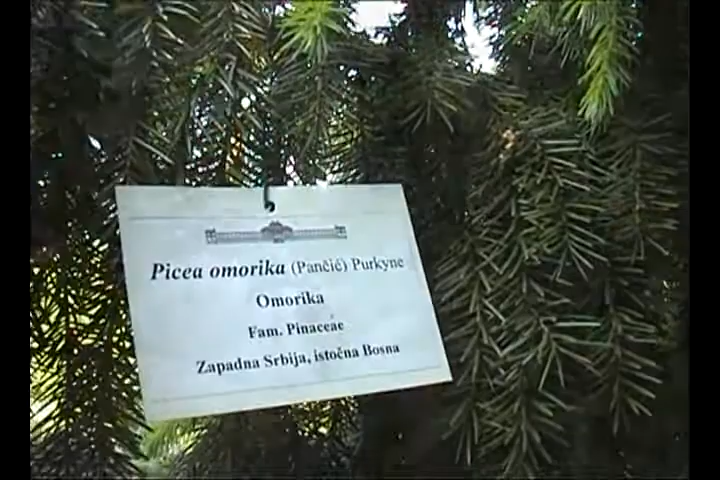 Picea omorika (Pančić) Purkyne
Omorika
Fam. Pinaceae
Zapadna Srbija, istočna Bosna